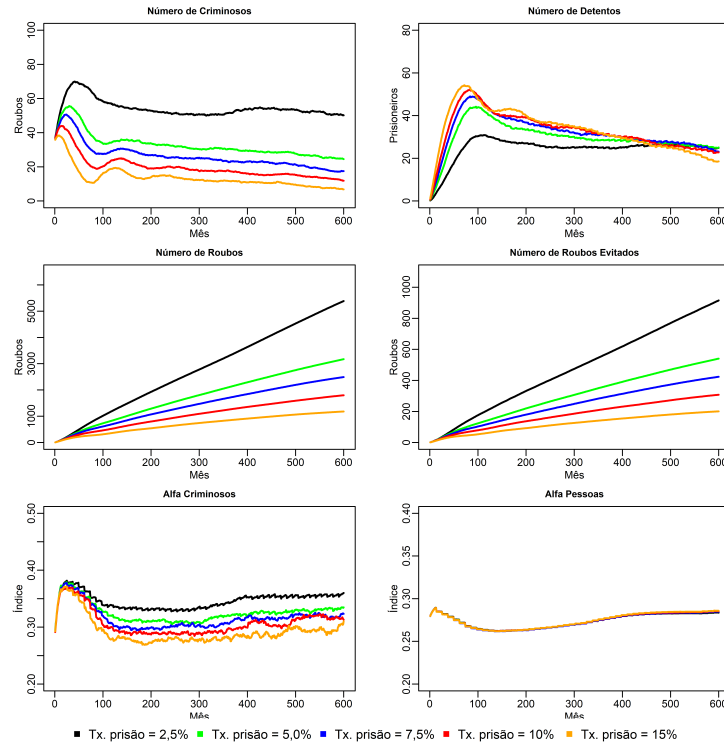 Número de Criminosos
Roubos
0 20 40 60 80 100
0 100 200 300 400 500 600
Mês
Número de Detentos
Prisioneiros
0 20 40 60 80
0 100 200 300 400 500 600
Mês
Número de Roubos
Roubos
0 1000 3000 5000
0 100 200 300 400 500 600
Mês
Número de Roubos Evitados
Roubos
0 200 400 600 800 1000
0 100 200 300 400 500 600
Mês
Alfa Criminosos
Índice
0.20 0.30 0.40 0.50
0 100 200 300 400 500 600
Mês
Alfa Pessoas
Índice
0.20 0.25 0.30 0.35 0.40
0 100 200 300 400 500 600
Mês
Tx. prisão = 2,5% Tx. prisão = 5,0% Tx. prisão = 7,5% Tx. prisão = 10% Tx. prisão = 15%